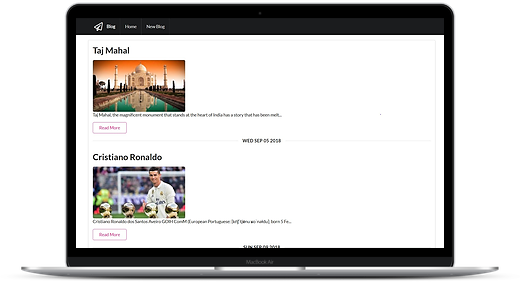 Blog Home New Blog
Taj Mahal
Taj Mahal, the magnificent monument that stands at the heart of India has a story that has been melt...
Read More
WED SEP 05 2018
Cristiano Ronaldo
Cristiano Ronaldo dos Santos Aveiro GOIH ComM (European Portuguese: born 5 Fe...
Read More
SUN SEP 09 2018
MacBook Air